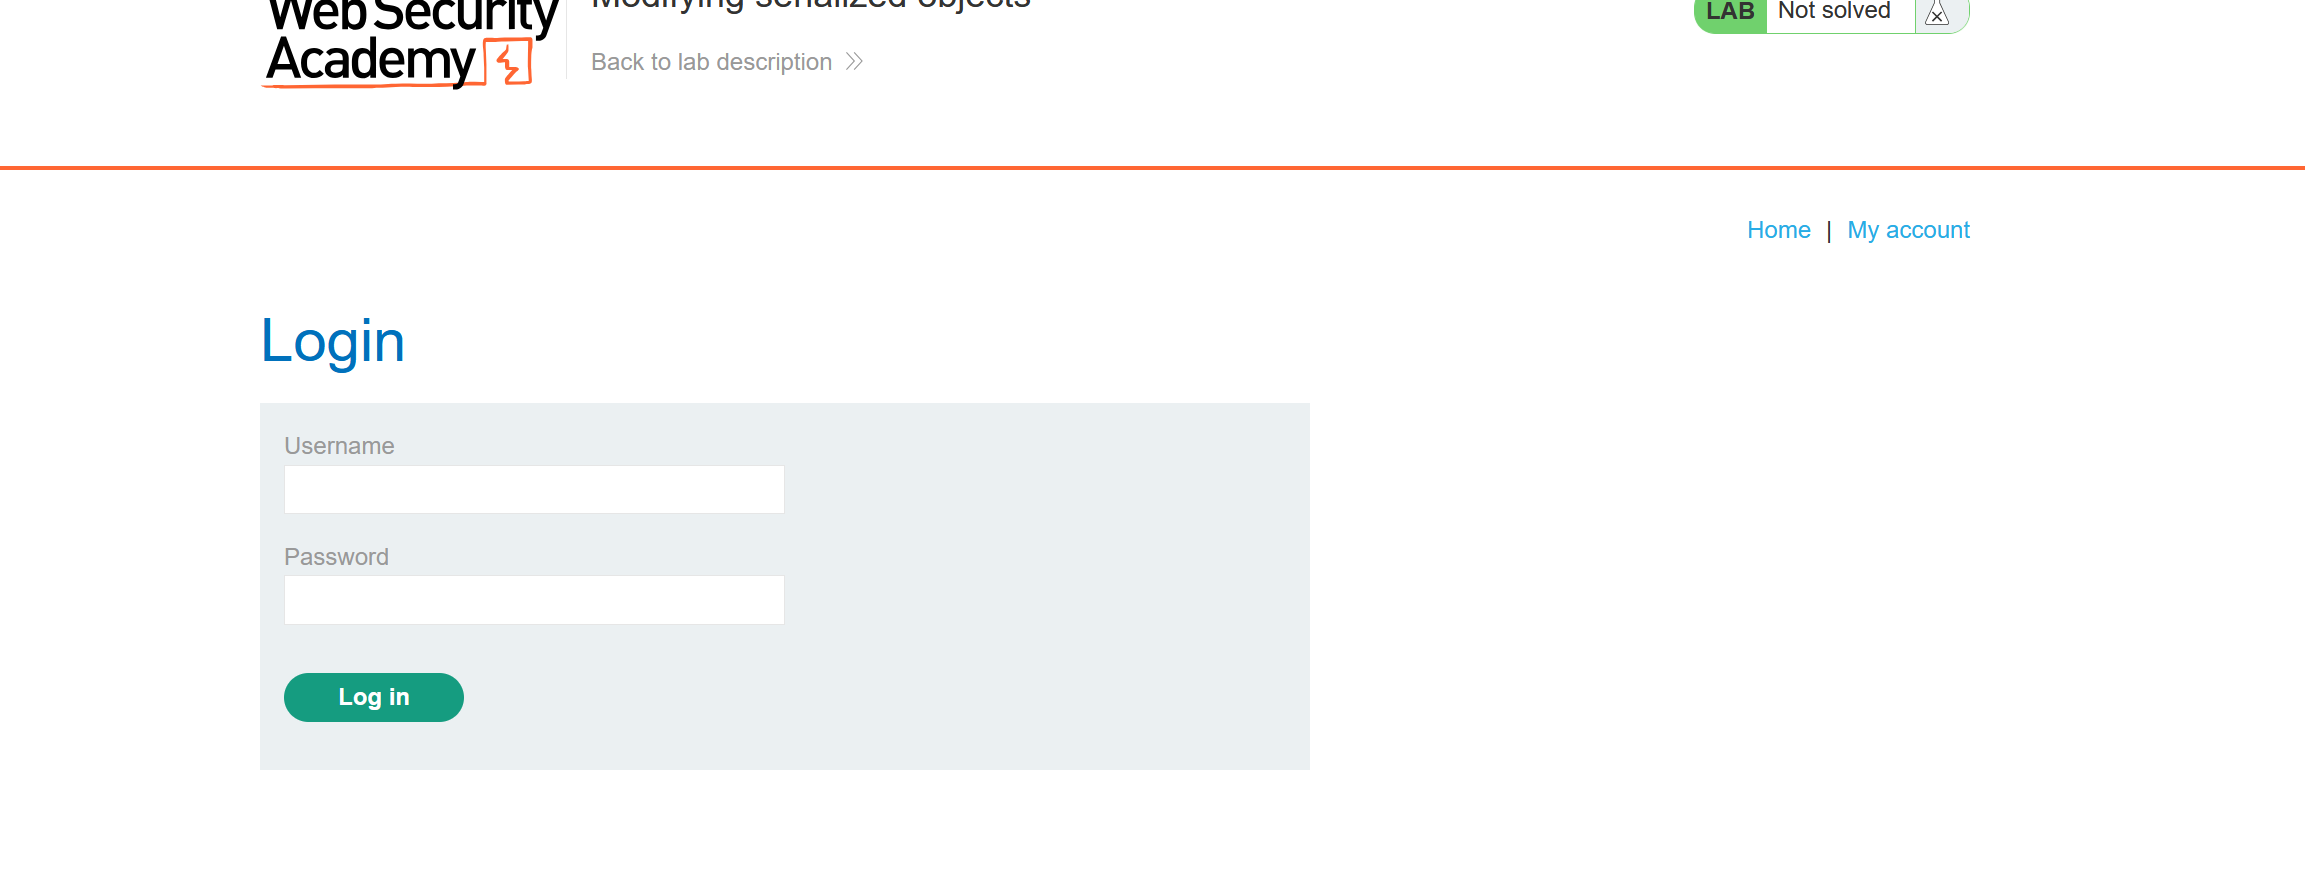 Web Security
Academy
Modifying serialized objects
Back to lab description
LAB
Not solved
Home | My account
Login
Username
Password
Log in